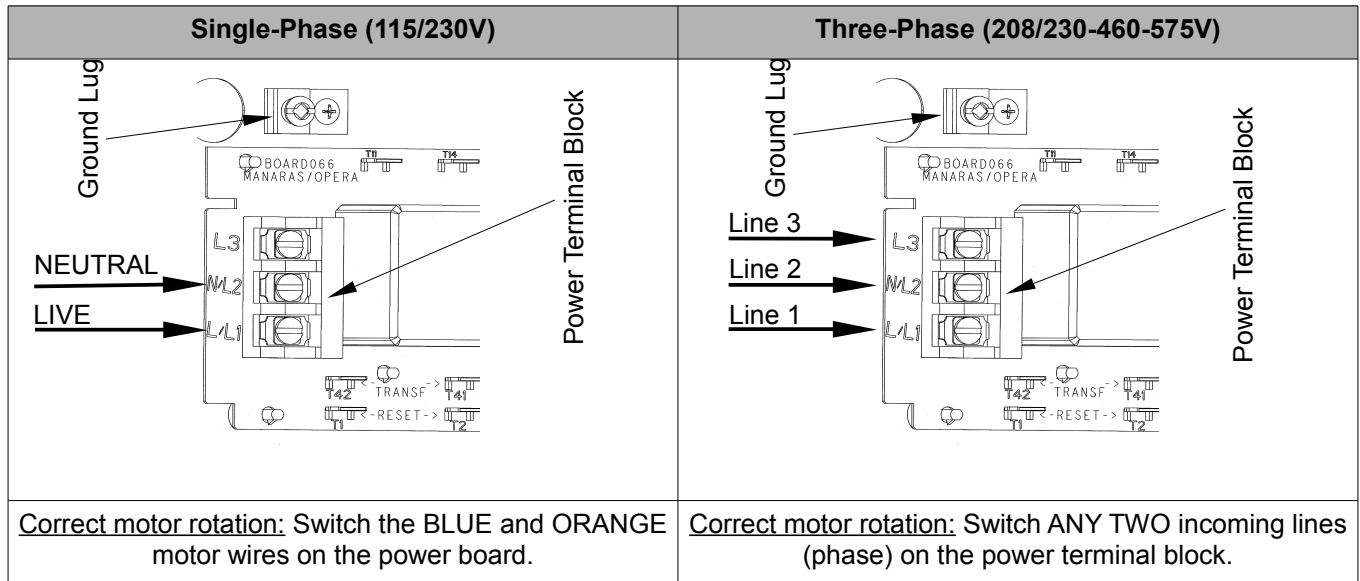 Single-Phase (115/230V)
Three-Phase (208/230-460-575V)
Ground Lug
BOARD066
MANARAS/OPERA
T11
T14
L3
N/L2
L/L1
NEUTRAL
LIVE
Power Terminal Block
T42
<-TRANSF->
T41
T1
<-RESET->
T2
Ground Lug
BOARD066
MANARAS/OPERA
T11
T14
Line 3
L3
Line 2
N/L2
Line 1
L/L1
Power Terminal Block
T42
<-TRANSF->
T41
T1
<-RESET->
T2
Correct motor rotation: Switch the BLUE and ORANGE
motor wires on the power board.
Correct motor rotation: Switch ANY TWO incoming lines
(phase) on the power terminal block.